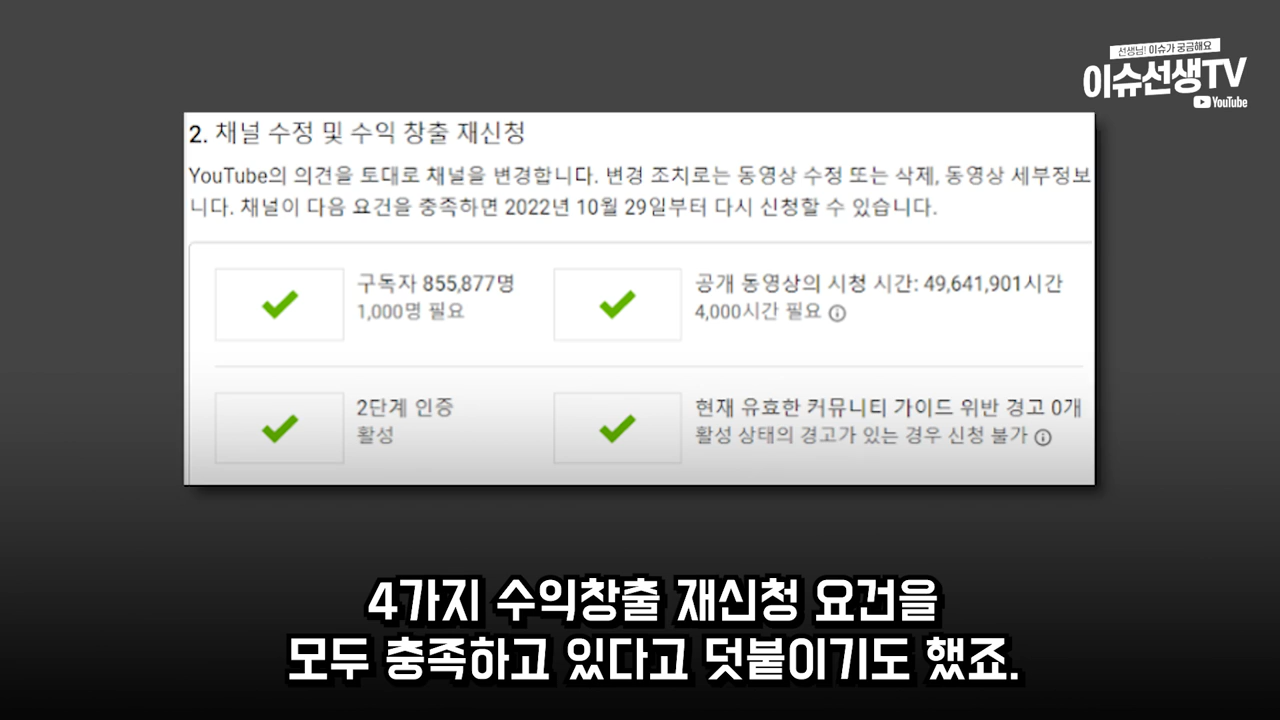 선생님! 이슈가 궁금해요
이슈선생TV
YouTube
2. 채널 수정 및 수익 창출 재신청
YouTube의 의견을 토대로 채널을 변경합니다. 변경 조치로는 동영상 수정 또는 삭제, 동영상 세부정보
니다. 채널이 다음 요건을 충족하면 2022년 10월 29일부터 다시 신청할 수 있습니다.
구독자 855,877명
1,000명 필요
공개 동영상의 시청 시간: 49,641,901시간
4,000시간 필요
2단계 인증
활성
현재 유효한 커뮤니티 가이드 위반 경고 0개
활성 상태의 경고가 있는 경우 신청 불가
4가지 수익창출 재신청 요건을
모두 충족하고 있다고 덧붙이기도 했죠.